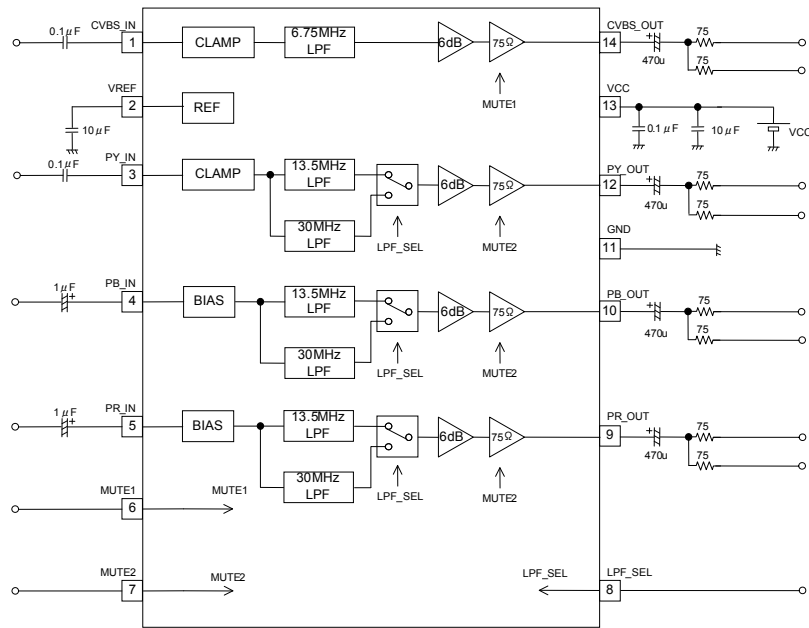 CVBS_IN
0.1μF
1
CLAMP
6.75MHz
LPF
6dB
75Ω
MUTE1
14
CVBS_OUT
+
470u
75
75
VREF
2
REF
10μF
13
VCC
0.1μF
10μF
VCC
PY_IN
0.1μF
3
CLAMP
13.5MHz
LPF
30MHz
LPF
LPF_SEL
6dB
75Ω
MUTE2
12
PY_OUT
+
470u
75
75
GND
11
PB_IN
1μF
+
4
BIAS
13.5MHz
LPF
30MHz
LPF
LPF_SEL
6dB
75Ω
MUTE2
10
PB_OUT
+
470u
75
75
PR_IN
1μF
+
5
BIAS
13.5MHz
LPF
30MHz
LPF
LPF_SEL
6dB
75Ω
MUTE2
9
PR_OUT
+
470u
75
75
MUTE1
6
MUTE1
MUTE2
7
MUTE2
LPF_SEL
8
LPF_SEL